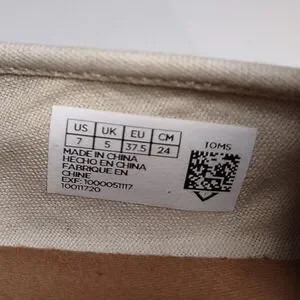 US UK EU CM
7 5 37.5 24
TOMS
MADE IN CHINA
HECHO EN CHINA
FABRIQUE EN
CHINE
EXF: 1000051117
10011720